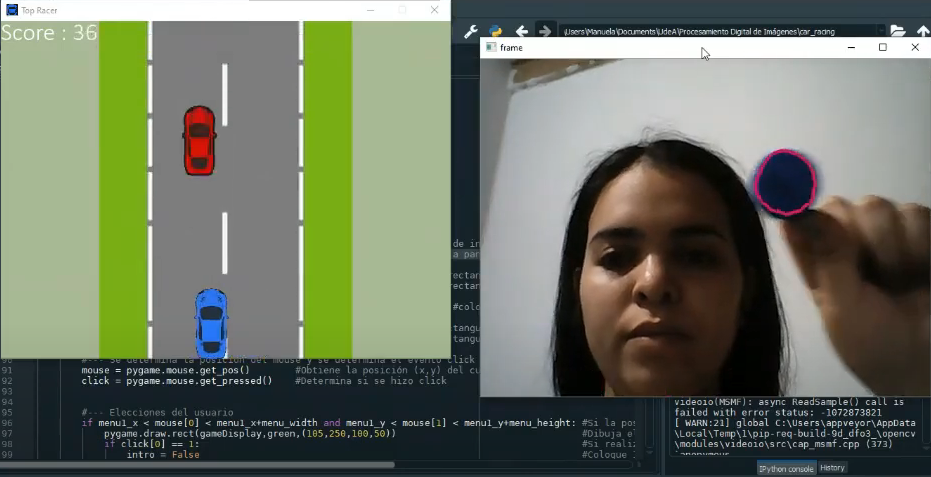 Top Racer
Score : 36
\Users\Manuela\Documents\UdeA\Procesamiento Digital de Imágenes\car_racing
frame
de in
a par
rectan
rectan
#colo
tangu
tangu
90 #--- Se determina la posición del mouse y se determina el evento click
91 mouse = pygame.mouse.get_pos() #Obtiene la posición (x,y) del cu
92 click = pygame.mouse.get_pressed() #Determina si se hizo click
93
94
95 #--- Elecciones del usuario
96 if menu1_x < mouse[0] < menu1_x+menu_width and menu1_y < mouse[1] < menu1_y+menu_height: #Si la pos
97 pygame.draw.rect(gameDisplay,green,(105,250,100,50)) #Dibuja el
98 if click[0] == 1: #Si realiz
99 intro = False #Coloque
videoio(MSMF): async ReadSample() call is
failed with error status: -1072873821
[ WARN:21] global C:\Users\appveyor\AppData
\Local\Temp\1\pip-req-build-9d_dfo3_\opencv
\modules\videoio\src\cap_msmf.cpp (373)
`anonymous
IPython console
History